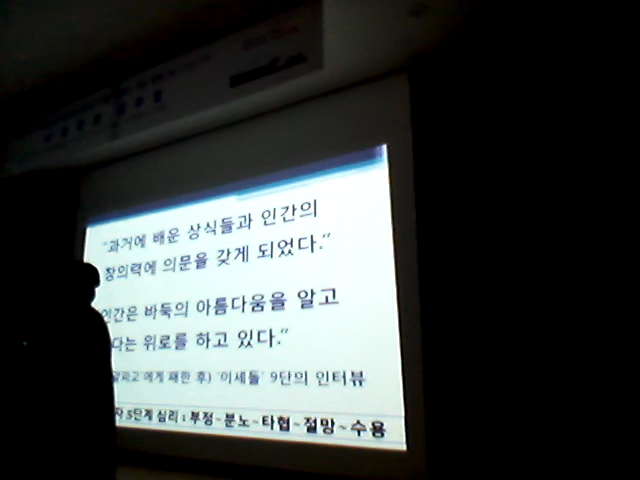 "과거에 배운 상식들과 인간의
창의력에 의문을 갖게 되었다."
인간은 바둑의 아름다움을 알고
다는 위로를 하고 있다."
알파고에게 패한 후) '이세돌' 9단의 인터뷰
자 5단계 심리 : 부정~분노~타협~절망~수용